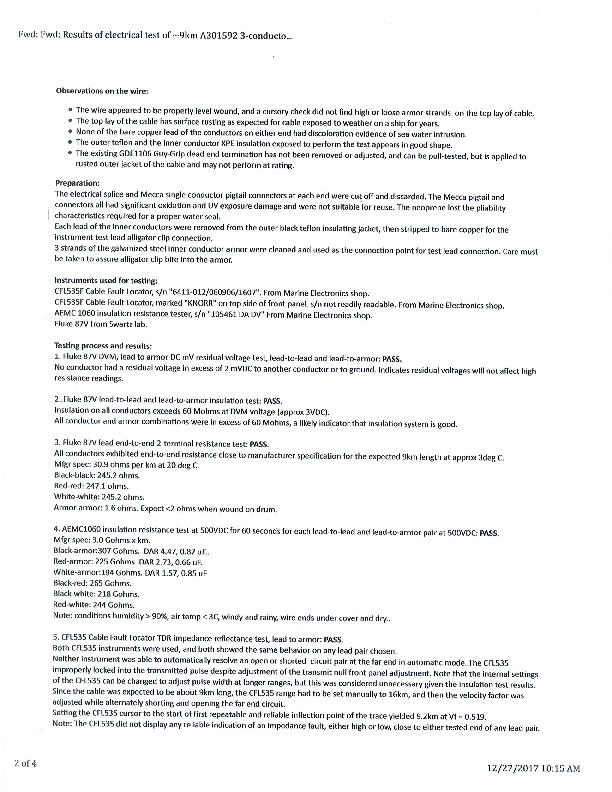 Fwd: Fwd: Results of electrical test of ~9km A301592 3-conducto...
Observations on the wire:
• The wire appeared to be properly level wound, and a cursory check did not find high or loose armor strands on the top lay of cable.
• The top lay of the cable has surface rusting as expected for cable exposed to weather on a ship for years.
• None of the bare copper lead of the conductors on either end had discoloration evidence of sea water intrusion.
• The outer teflon and the inner conductor XPE insulation exposed to perform the test appears in good shape.
• The existing GDE1106 Guy-Grip dead end termination has not been removed or adjusted, and can be pull-tested, but is applied to
rusted outer jacket of the cable and may not perform at rating.
Preparation:
The electrical splice and Mecca single conductor pigtail connectors at each end were cut off and discarded. The Mecca pigtail and
connectors all had significant oxidation and UV exposure damage and were not suitable for reuse. The neoprene lost the pliability
characteristics required for a proper water seal.
Each lead of the inner conductors were removed from the outer black teflon insulating jacket, then stripped to bare copper for the
instrument test lead alligator clip connection.
3 strands of the galvanized steel inner conductor armor were cleaned and used as the connection point for test lead connection. Care must
be taken to assure alligator clip bite into the armor.
Instruments used for testing:
CFL535F Cable Fault Locator, s/n "6411-012/060906/1607". From Marine Electronics shop.
CFL535F Cable Fault Locator, marked "KNORR" on top side of front panel. s/n not readily readable. From Marine Electronics shop.
AEMC 1060 insulation resistance tester, s/n "105461 DA DV" From Marine Electronics shop.
Fluke 87V from Swartz lab.
Testing process and results:
1. Fluke 87V DVM, lead to armor DC mV residual voltage test, lead-to-lead and lead-to-armor: PASS.
No conductor had a residual voltage in excess of 2 mVDC to another conductor or to ground. Indicates residual voltages will not affect high
resistance readings.
2..Fluke 87V lead-to-lead and lead-to-armor insulation test: PASS.
Insulation on all conductors exceeds 60 Mohms at DVM voltage (approx 3VDC).
All conductor and armor combinations were in excess of 60 Mohms, a likely indicator that insulation system is good.
3. Fluke 87V lead end-to-end 2 terminal resistance test: PASS.
All conductors exhibited end-to-end resistance close to manufacturer specification for the expected 9km length at approx 3deg C.
Mfgr spec: 30.9 ohms per km at 20 deg C.
Black-black: 245.2 ohms.
Red-red: 247.1 ohms.
White-white: 245.2 ohms.
Armor armor: 1.6 ohms. Expect <2 ohms when wound on drum.
4. AEMC1060 insulation resistance test at 500VDC for 60 seconds for each lead-to-lead and lead-to-armor pair at 500VDC: PASS.
Mfgr spec: 3.0 Gohms x km.
Black-armor:307 Gohms. DAR 4.47, 0.87 uF..
Red-armor: 225 Gohms. DAR 2.73, 0.66 uF.
White-armor:194 Gohms. DAR 1.57, 0.85 uF
Black-red: 265 Gohms.
Black white: 218 Gohms.
Red-white: 244 Gohms.
Note: conditions humidity > 90%, air temp < 3C, windy and rainy, wire ends under cover and dry..
5. CFL535 Cable Fault Locator TDR impedance reflectance test, lead to armor: PASS.
Both CFL535 instruments were used, and both showed the same behavior on any lead pair chosen.
Neither instrument was able to automatically resolve an open or shorted circuit pair at the far end in automatic mode. The CFL535
improperly locked into the transmitted pulse despite adjustment of the transmit null front panel adjustment. Note that the internal settings
of the CFL535 can be changed to adjust pulse width at longer ranges, but this was considered unnecessary given the insulation test results.
Since the cable was expected to be about 9km long, the CFL535 range had to be set manually to 16km, and then the velocity factor was
adjusted while alternately shorting and opening the far end circuit.
Setting the CFL535 cursor to the start of first repeatable and reliable inflection point of the trace yielded 9.2km at Vf = 0.519.
Note: The CFL535 did not display any reliable indication of an impedance fault, either high or low, close to either tested end of any lead pair.
2 of 4
12/27/2017 10:15 AM